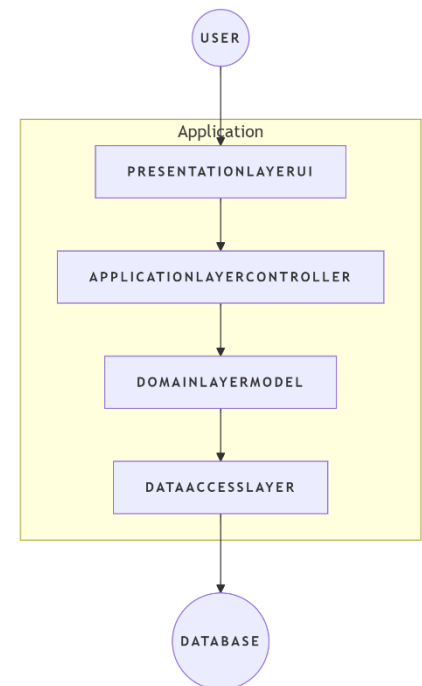 USER
Application
PRESENTATIONLAYERUI
APPLICATIONLAYERCONTROLLER
DOMAINLAYERMODEL
DATAACCESSLAYER
DATABASE